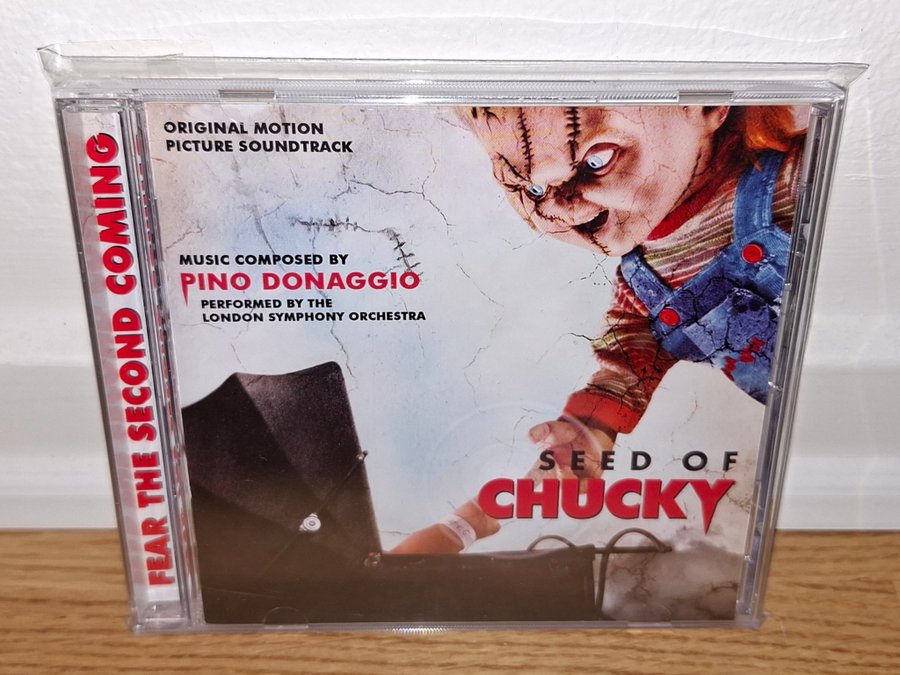 FEAR THE SECOND COMING
ORIGINAL MOTION
PICTURE SOUNDTRACK
MUSIC COMPOSED BY
PINO DONAGGIO
PERFORMED BY THE
LONDON SYMPHONY ORCHESTRA
SEED OF
CHUCKY